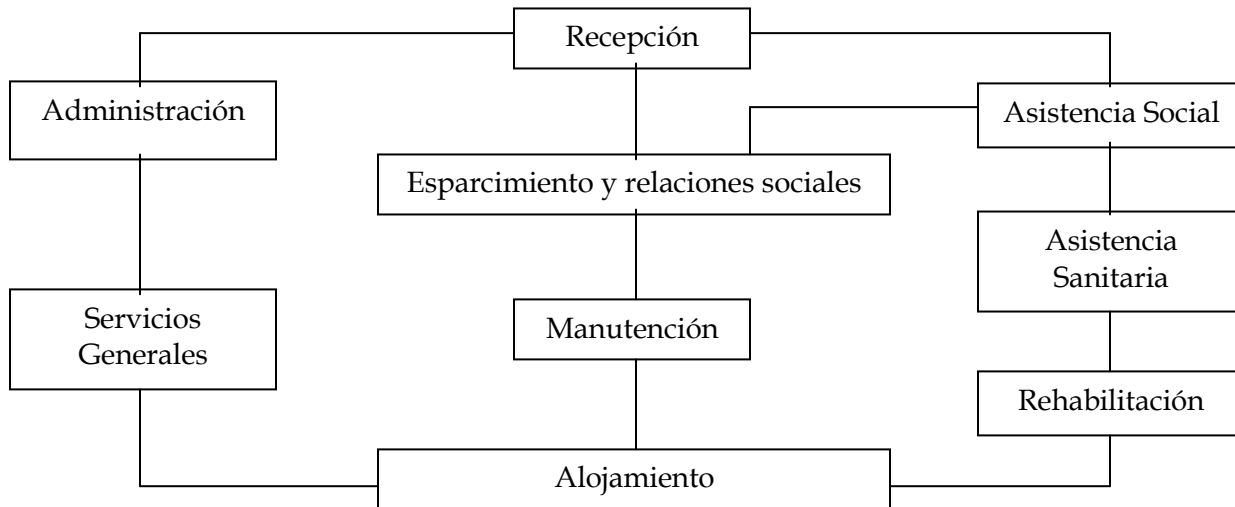 Recepción
Administración
Asistencia Social
Esparcimiento y relaciones sociales
Asistencia
Sanitaria
Servicios
Generales
Manutención
Rehabilitación
Alojamiento